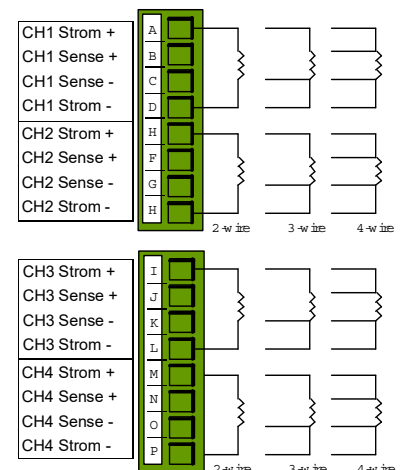 CH1 Strom + A
CH1 Sense + B
CH1 Sense - C
CH1 Strom - D
CH2 Strom + H
CH2 Sense + F
CH2 Sense - G
CH2 Strom - H
2-wire 3-wire 4-wire
CH3 Strom + I
CH3 Sense + J
CH3 Sense - K
CH3 Strom - L
CH4 Strom + M
CH4 Sense + N
CH4 Sense - O
CH4 Strom - P
2-wire 3-wire 4-wire